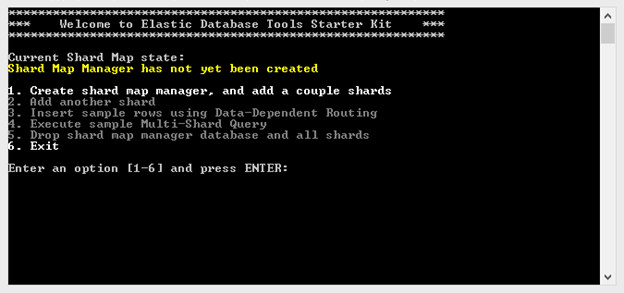 ***********************************************************
***    Welcome to Elastic Database Tools Starter Kit    ***
***********************************************************
Current Shard Map state:
Shard Map Manager has not yet been created
1. Create shard map manager, and add a couple shards
2. Add another shard
3. Insert sample rows using Data-Dependent Routing
4. Execute sample Multi-Shard Query
5. Drop shard map manager database and all shards
6. Exit
Enter an option [1-6] and press ENTER: